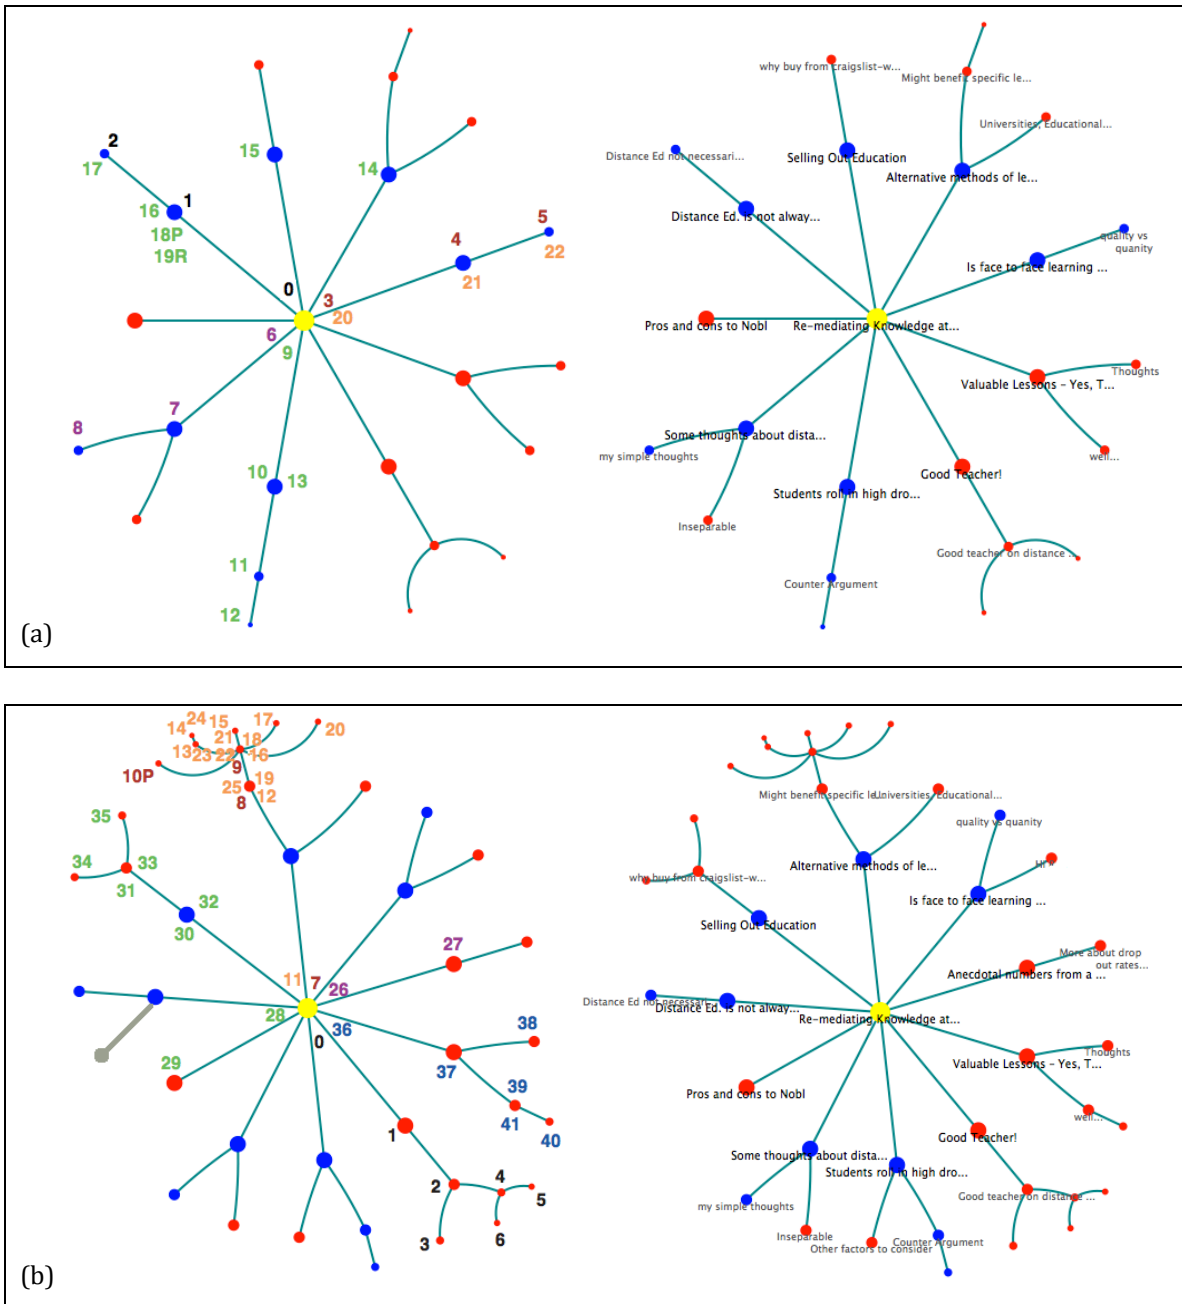 2
17
1
16
18P
19R
15
14
5
4
22
21
0
3
20
6
9
7
8
10
13
11
12
why buy from craigslist-w...
Might benefit specific le...
Universities, Educational...
Distance Ed not necessari...
Selling Out Education
Alternative methods of le...
Distance Ed. is not alway...
quality vs
quanity
Is face to face learning ...
Pros and cons to Nobl
Re-mediating Knowledge at...
Thoughts
Valuable Lessons - Yes, T...
Some thoughts about dista...
my simple thoughts
well...
Good Teacher!
Students roll in high dro...
Inseparable
Good teacher on distance ...
Counter Argument
(a)
24
15
17
20
14
21
18
13
23
22
16
10P
9
19
25
12
8
35
34
33
31
32
30
27
11
7
26
28
36
0
38
29
37
39
41
40
1
2
4
5
3
6
Might benefit specific le...
Universities, Educational...
quality vs quanity
why buy from craigslist-w...
Alternative methods of le...
Hi *
Is face to face learning ...
Selling Out Education
More about drop
out rates...
Anecdotal numbers from a ...
Distance Ed not necessari...
Distance Ed. is not alway...
Re-mediating Knowledge at...
Thoughts
Valuable Lessons - Yes, T...
Pros and cons to Nobl
well...
Good Teacher!
Some thoughts about dista...
Students roll in high dro...
my simple thoughts
Good teacher on distance ...
Inseparable
Other factors to consider
Counter Argument
(b)